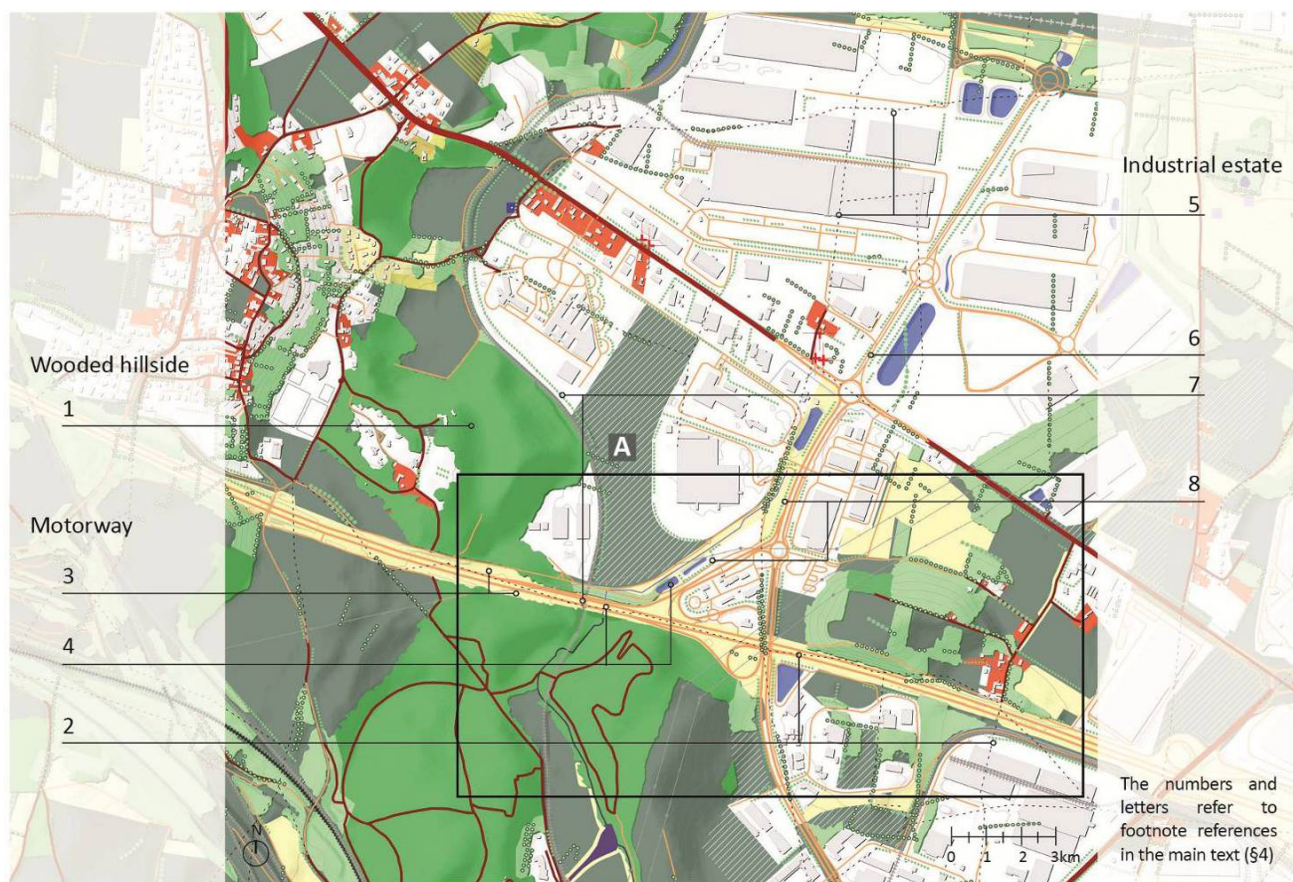 Industrial estate
5
Wooded hillside
6
7
1
A
8
Motorway
3
4
2
The numbers and
letters refer to
footnote references
in the main text (§4)
N
0 1 2 3km